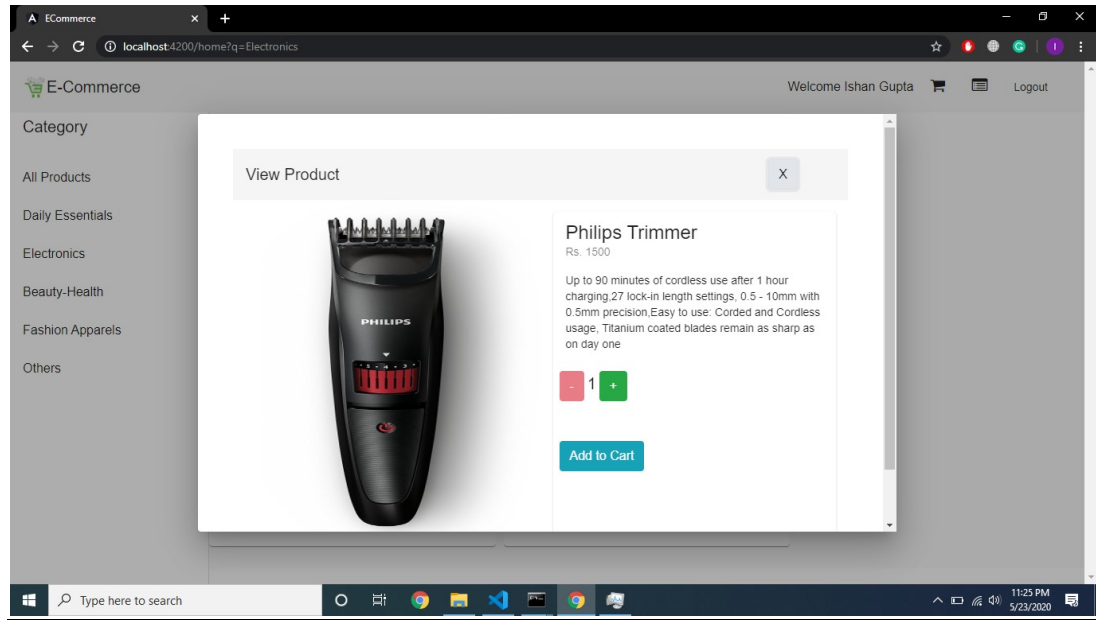 ECommerce
localhost:4200/home?q=Electronics
E-Commerce
Welcome Ishan Gupta
Logout
Category
All Products
Daily Essentials
Electronics
Beauty-Health
Fashion Apparels
Others
View Product
X
PHILIPS
Philips Trimmer
Rs. 1500
Up to 90 minutes of cordless use after 1 hour
charging,27 lock-in length settings, 0.5 - 10mm with
0.5mm precision,Easy to use: Corded and Cordless
usage, Titanium coated blades remain as sharp as
on day one
- 1 +
Add to Cart
Type here to search
11:25 PM
5/23/2020